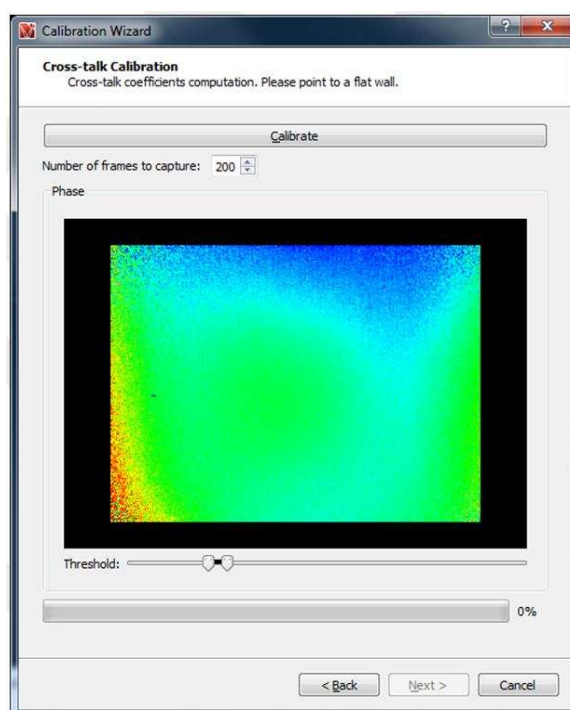 Calibration Wizard
Cross-talk Calibration
Cross-talk coefficients computation. Please point to a flat wall.
Calibrate
Number of frames to capture: 200
Phase
Threshold:
0%
< Back Next > Cancel